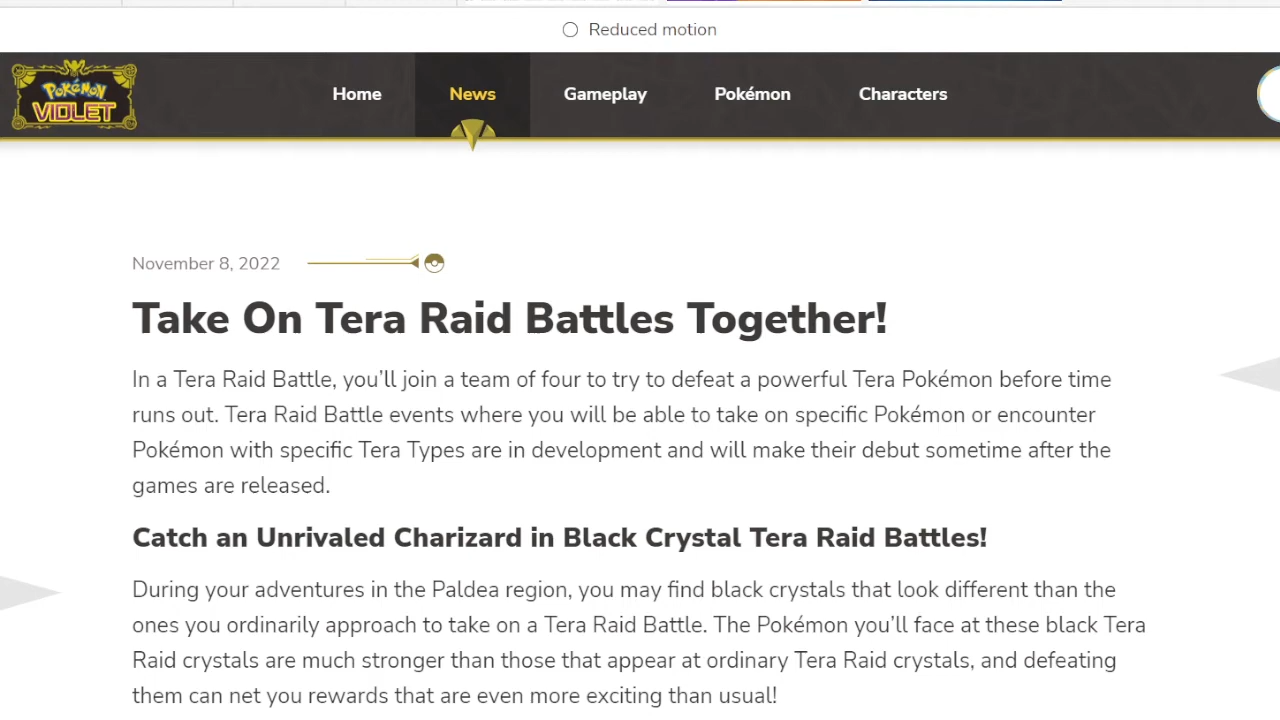 Reduced motion
POKéMON
VIOLET
Home
News
Gameplay
Pokémon
Characters
November 8, 2022
Take On Tera Raid Battles Together!
In a Tera Raid Battle, you’ll join a team of four to try to defeat a powerful Tera Pokémon before time
runs out. Tera Raid Battle events where you will be able to take on specific Pokémon or encounter
Pokémon with specific Tera Types are in development and will make their debut sometime after the
games are released.
Catch an Unrivaled Charizard in Black Crystal Tera Raid Battles!
During your adventures in the Paldea region, you may find black crystals that look different than the
ones you ordinarily approach to take on a Tera Raid Battle. The Pokémon you’ll face at these black Tera
Raid crystals are much stronger than those that appear at ordinary Tera Raid crystals, and defeating
them can net you rewards that are even more exciting than usual!